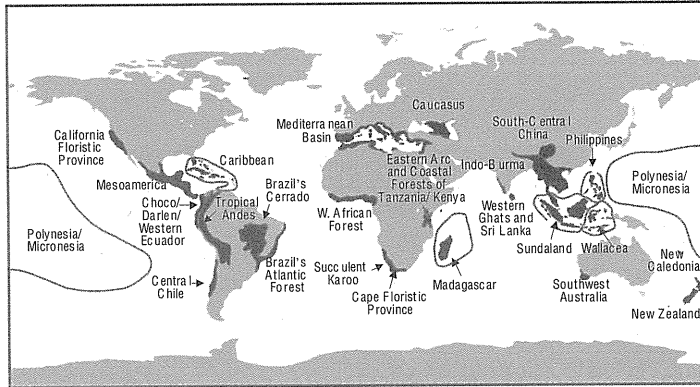 California
Floristic
Province
Mesoamerica
Polynesia/
Micronesia
Choco/
Darlen/
Western
Ecuador
Central
Chile
Caribbean
Tropical
Andes
Brazil's
Cerrado
Brazil's
Atlantic
Forest
Mediterranean
Basin
Caucasus
W. African
Forest
Eastern Arc
and Coastal
Forests of
Tanzania/ Kenya
Succulent
Karoo
Cape Floristic
Province
Madagascar
Indo-Burma
South-Central
China
Philippines
Western
Ghats and
Sri Lanka
Sundaland
Wallacea
Polynesia/
Micronesia
Southwest
Australia
New
Caledonia
New Zealand